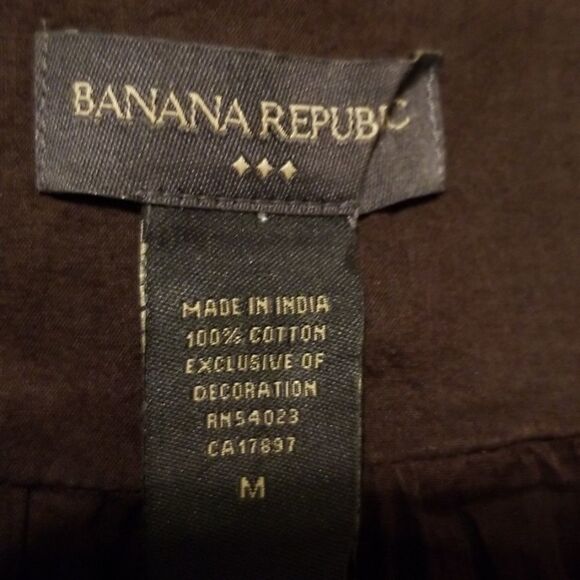 BANANA REPUBLIC
MADE IN INDIA
100% COTTON
EXCLUSIVE OF
DECORATION
RN54023
CA17897
M